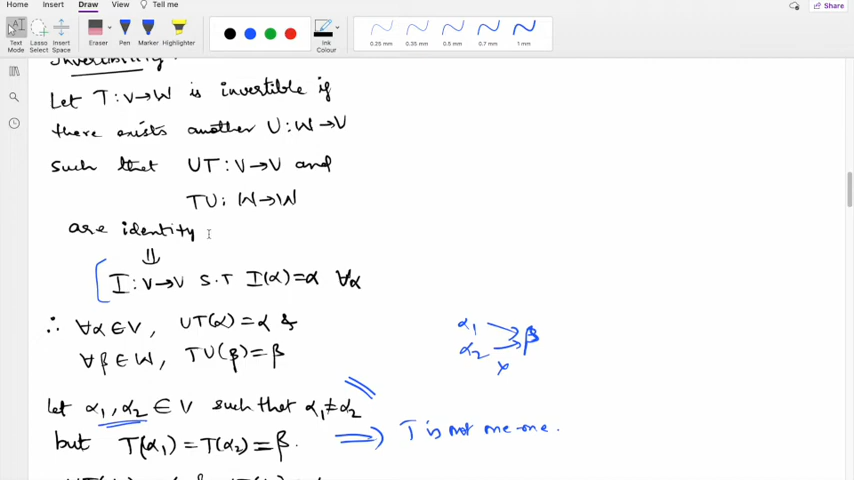 Home Insert Draw View Tell me
Share
Text Mode
Lasso Select
Insert Space
Eraser
Pen
Marker
Highlighter
Ink Colour
0.25 mm 0.35 mm 0.5 mm 0.7 mm 1 mm
Invertibility:
Let T: V→W is invertible if
there exists another U: W→V
Such that UT: V→V and
TU: W→W
are identity
⇓
I: V→V S.T I(α)=α ∀α
∴ ∀α∈V, UT(α)=α &
∀β∈W, TU(β)=β
α₁
α₂ β
x
let α₁, α₂ ∈ V such that α₁≠α₂
but T(α₁)=T(α₂)=β. ⟹ T is not one-one.